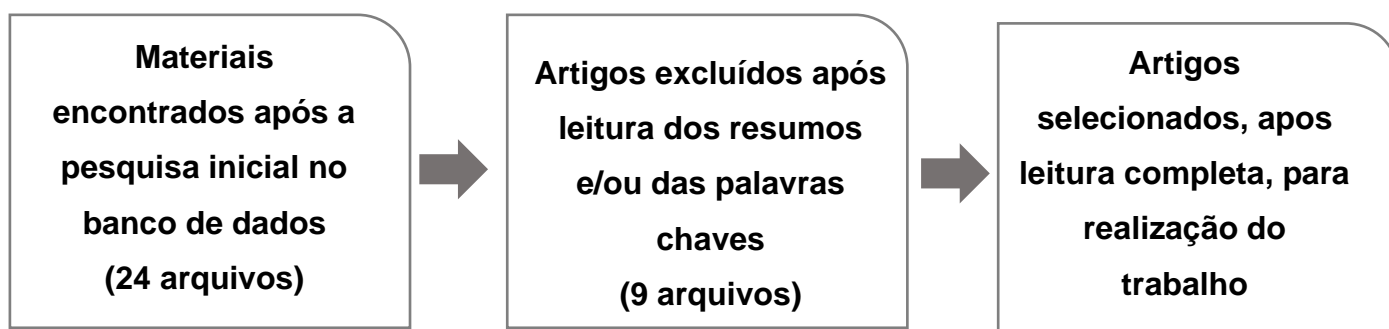 Materiais
encontrados após a
pesquisa inicial no
banco de dados
(24 arquivos)
Artigos excluídos após
leitura dos resumos
e/ou das palavras
chaves
(9 arquivos)
Artigos
selecionados, apos
leitura completa, para
realização do
trabalho